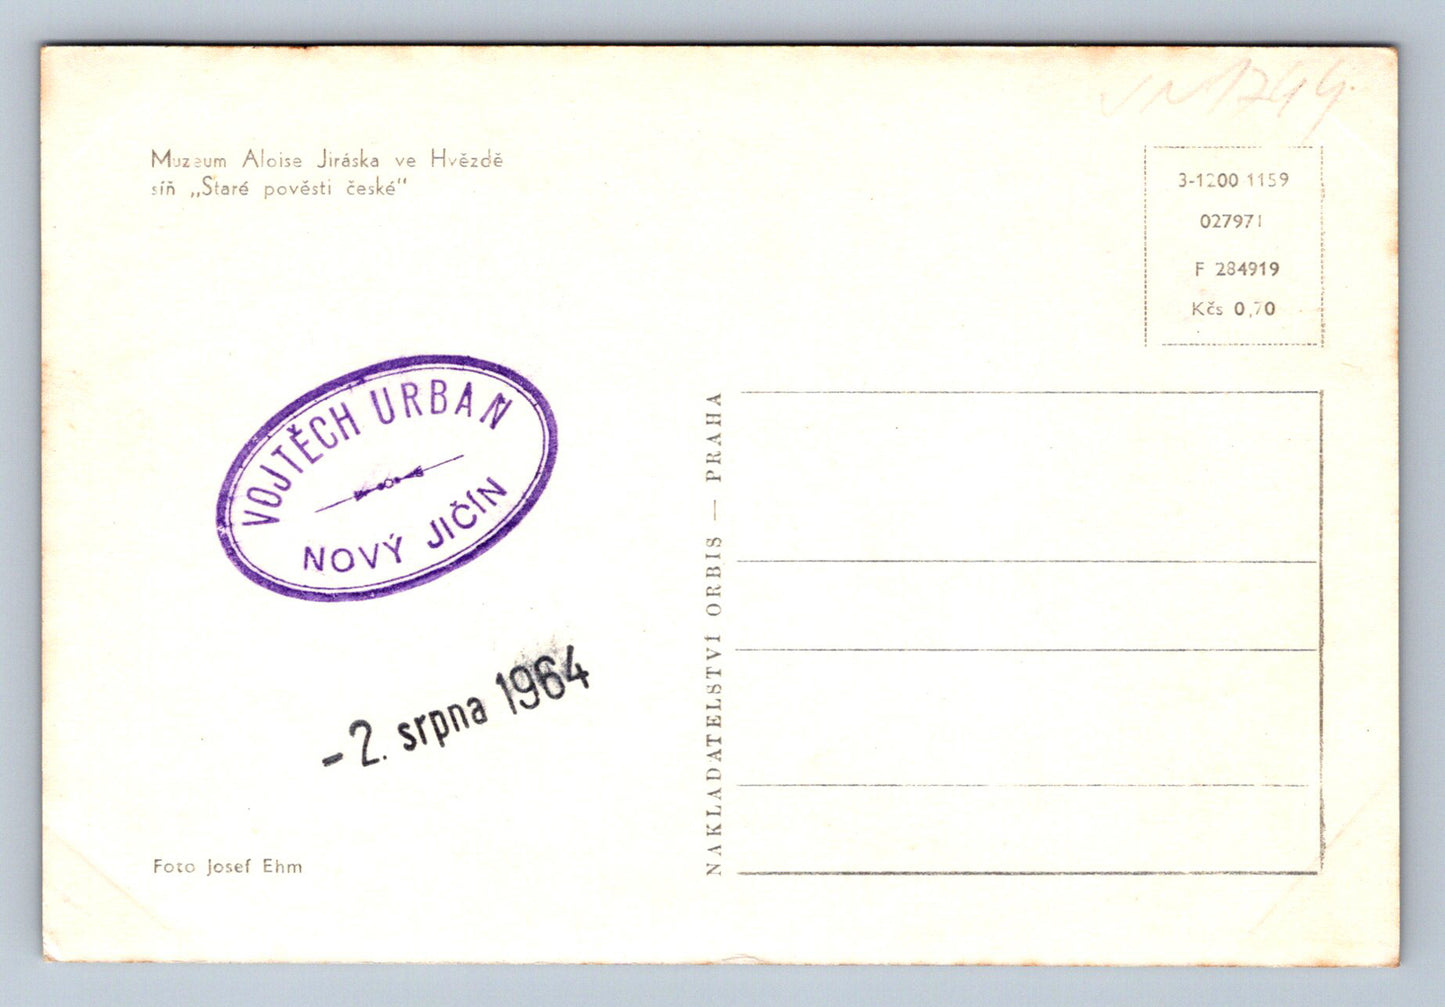 Muzeum Aloise Jiráska ve Hvězdě
síň „Staré pověsti české"
3-1200 1159
027971
F 284919
Kčs 0,70
VOJTĚCH URBAN
NOVÝ JIČÍN
-2. srpna 1964
NAKLADATELSTVÍ ORBIS — PRAHA
Foto Josef Ehm